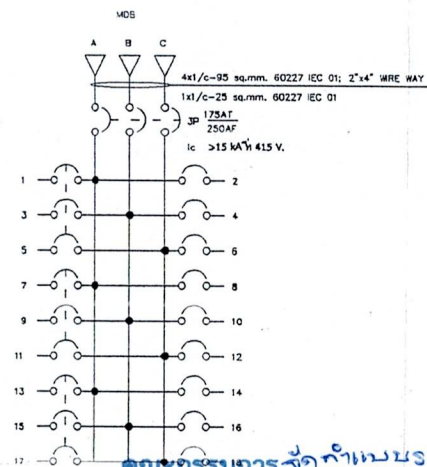 MDB
A B C
4x1/c-95 sq.mm. 60227 IEC 01; 2"x4" WIRE WAY
1x1/c-25 sq.mm. 60227 IEC 01
3P 175AT
250AF
Ic >15 kA ที่ 415 V.
1 2
3 4
5 6
7 8
9 10
11 12
13 14
15 16
17